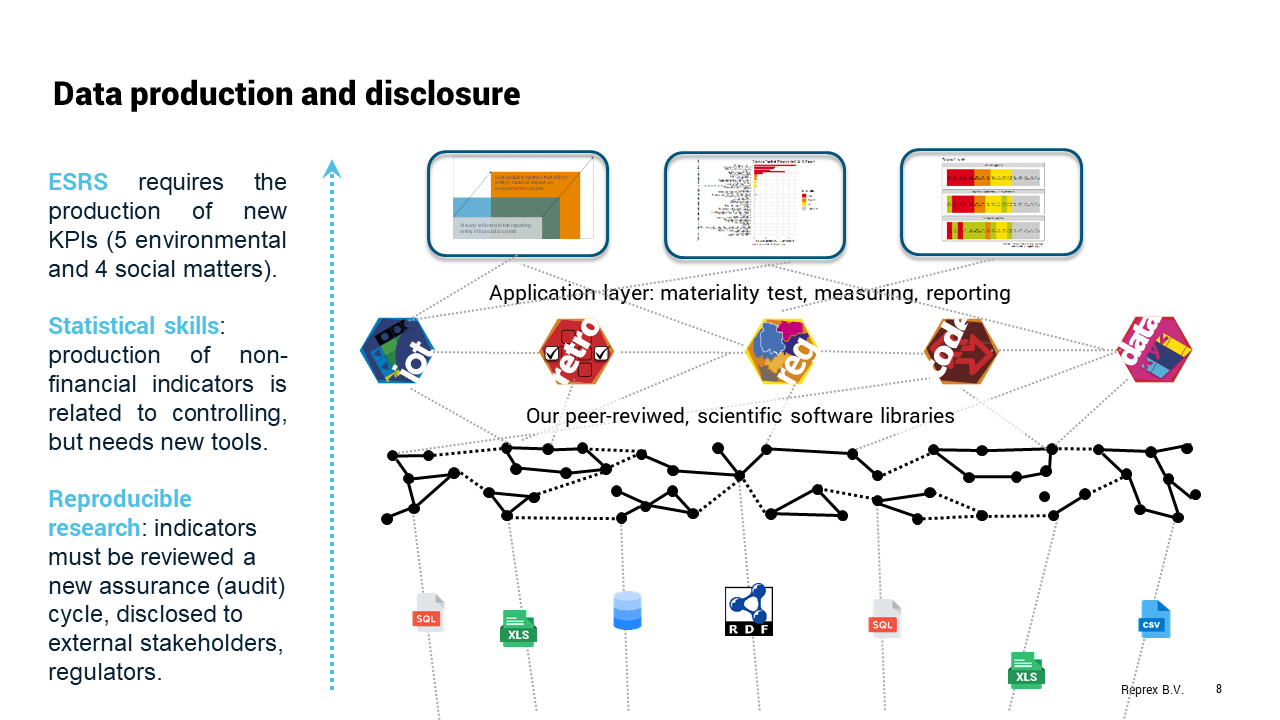 Data production and disclosure
ESRS requires the
production of new
KPIs (5 environmental
and 4 social matters).
Statistical skills:
production of non-
financial indicators is
related to controlling,
but needs new tools.
Reproducible
research: indicators
must be reviewed a
new assurance (audit)
cycle, disclosed to
external stakeholders,
regulators.
Sustainability matters that reflect
entity's material impact on
environment or people
Already reflected in the reporting
entity's financial accounts
Application layer: materiality test, measuring, reporting
iot
retro
reg
code
data
Our peer-reviwed, scientific software libraries
SQL
XLS
RDF
SQL
XLS
CSV
Reprex B.V.
8